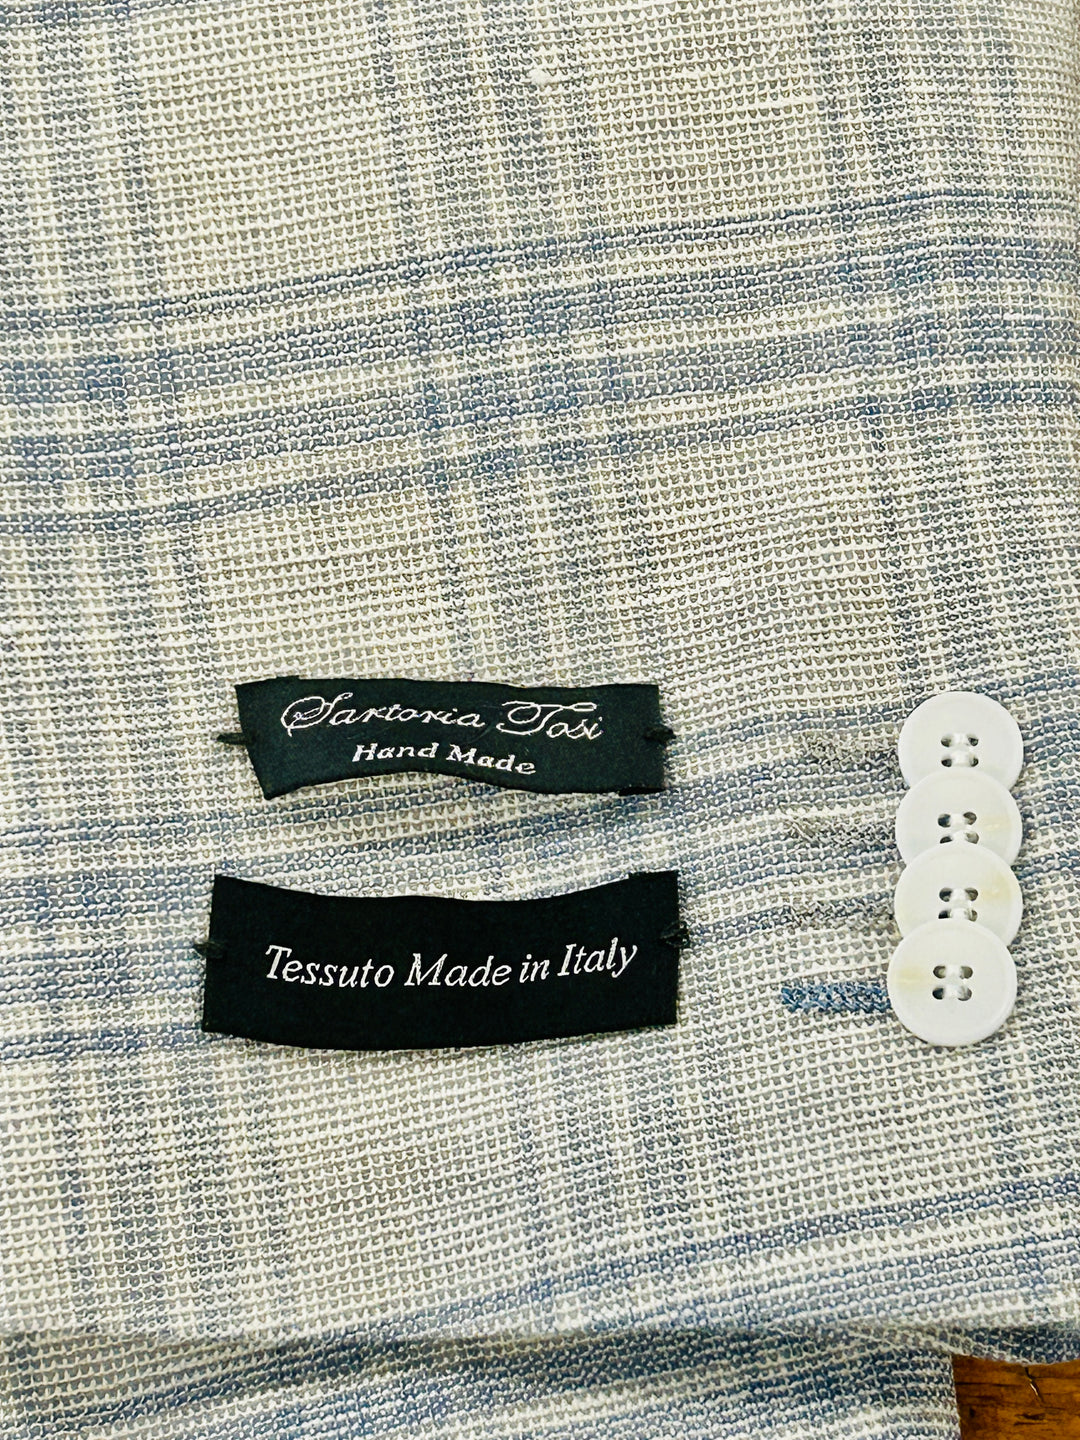 Sartoria Tosi
Hand Made
Tessuto Made in Italy